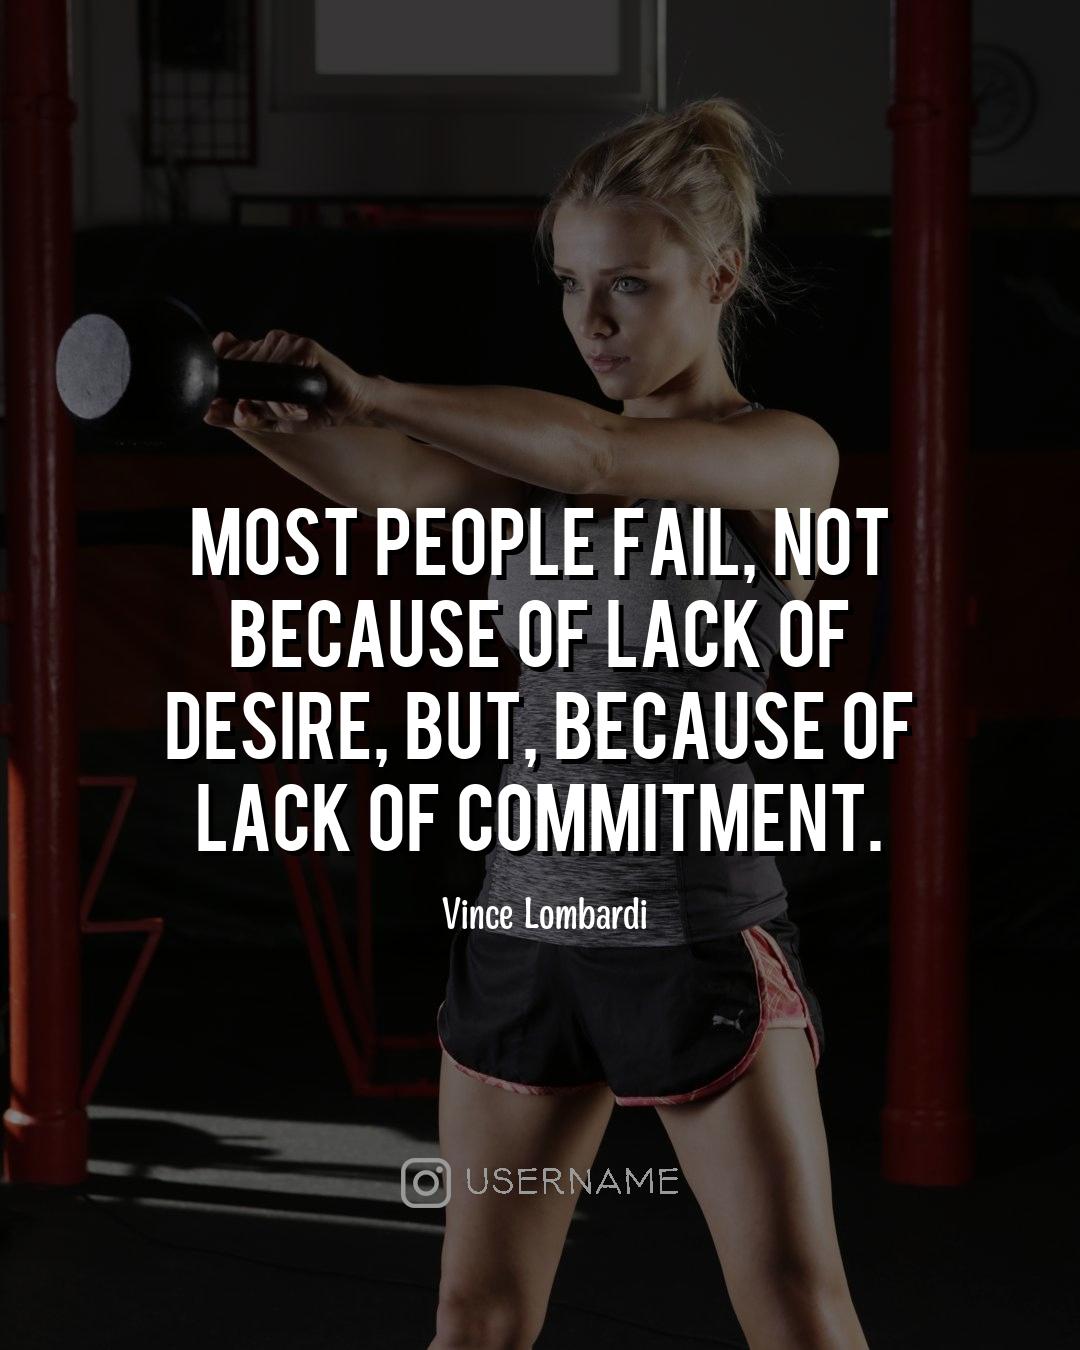 MOST PEOPLE FAIL, NOT
BECAUSE OF LACK OF
DESIRE, BUT, BECAUSE OF
LACK OF COMMITMENT.
Vince Lombardi
USERNAME